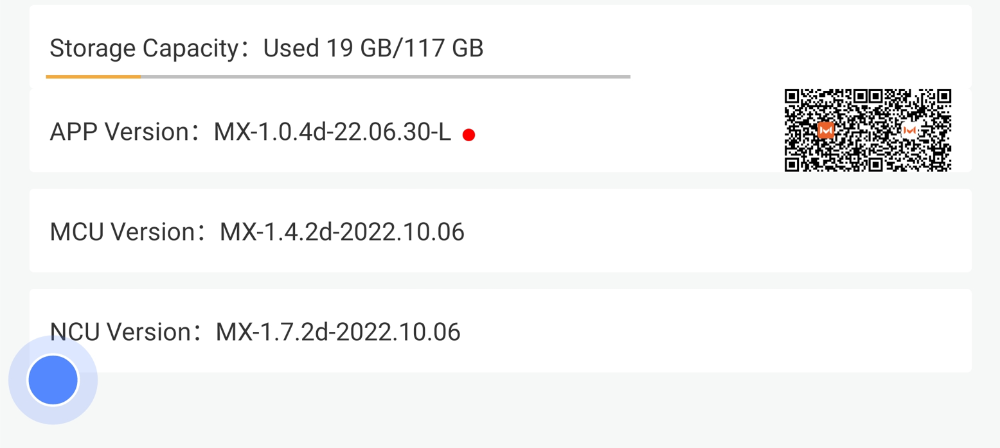 Storage Capacity：Used 19 GB/117 GB
APP Version：MX-1.0.4d-22.06.30-L
MCU Version：MX-1.4.2d-2022.10.06
NCU Version：MX-1.7.2d-2022.10.06